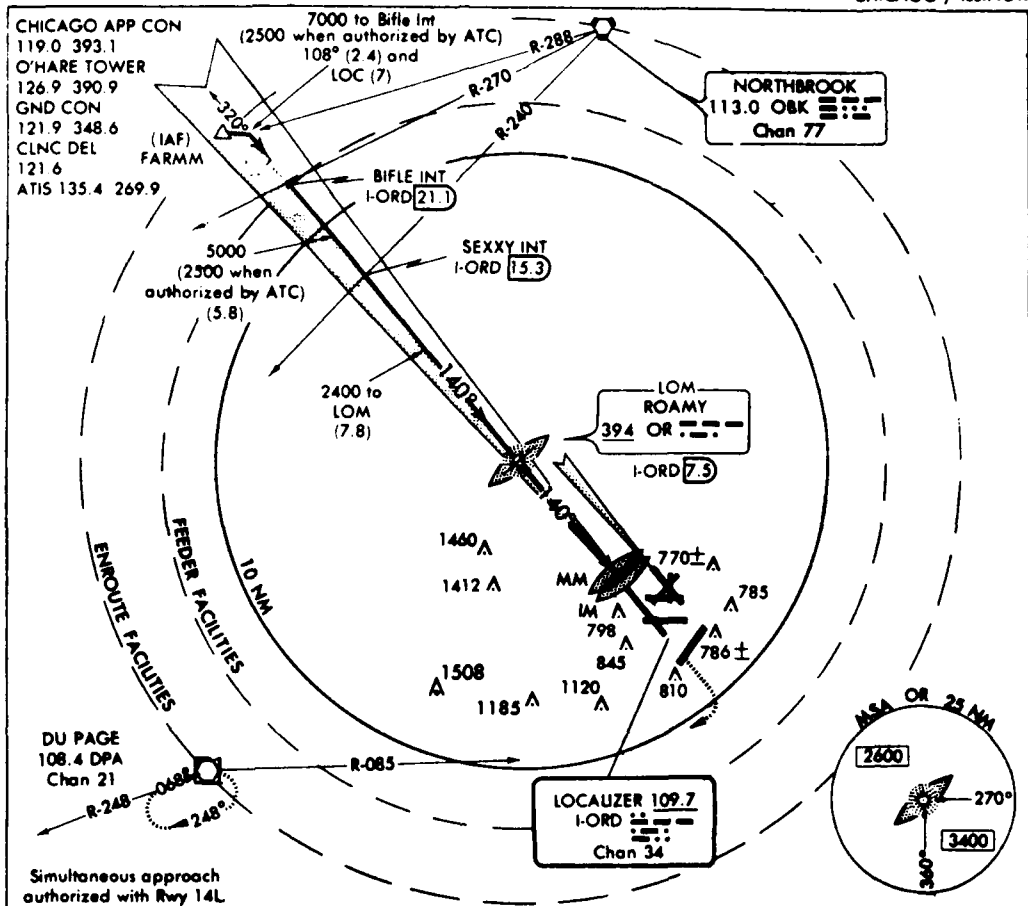 CHICAGO APP CON
119.0 393.1
O'HARE TOWER
126.9 390.9
GND CON
121.9 348.6
CLNC DEL
121.6
ATIS 135.4 269.9
7000 to Bifle Int
(2500 when authorized by ATC)
108° (2.4) and
LOC (7)
R-288
R-270
R-240
NORTHBROOK
113.0 OBK
Chan 77
320°
(IAF)
FARMM
BIFLE INT
I-ORD 21.1
5000
(2500 when
authorized by ATC)
(5.8)
SEXXY INT
I-ORD 15.3
2400 to
LOM
(7.8)
140°
LOM
ROAMY
394 OR
I-ORD 7.5
140°
1460
1412
MM
IM
770±
785
798
786±
845
810
1508
1185
1120
ENROUTE FACILITIES
FEEDER FACILITIES
10 NM
DU PAGE
108.4 DPA
Chan 21
R-085
R-248
068°
248°
LOCALIZER 109.7
I-ORD
Chan 34
MSA OR 25 NM
2600
270°
3400
360°
Simultaneous approach
authorized with Rwy 14L